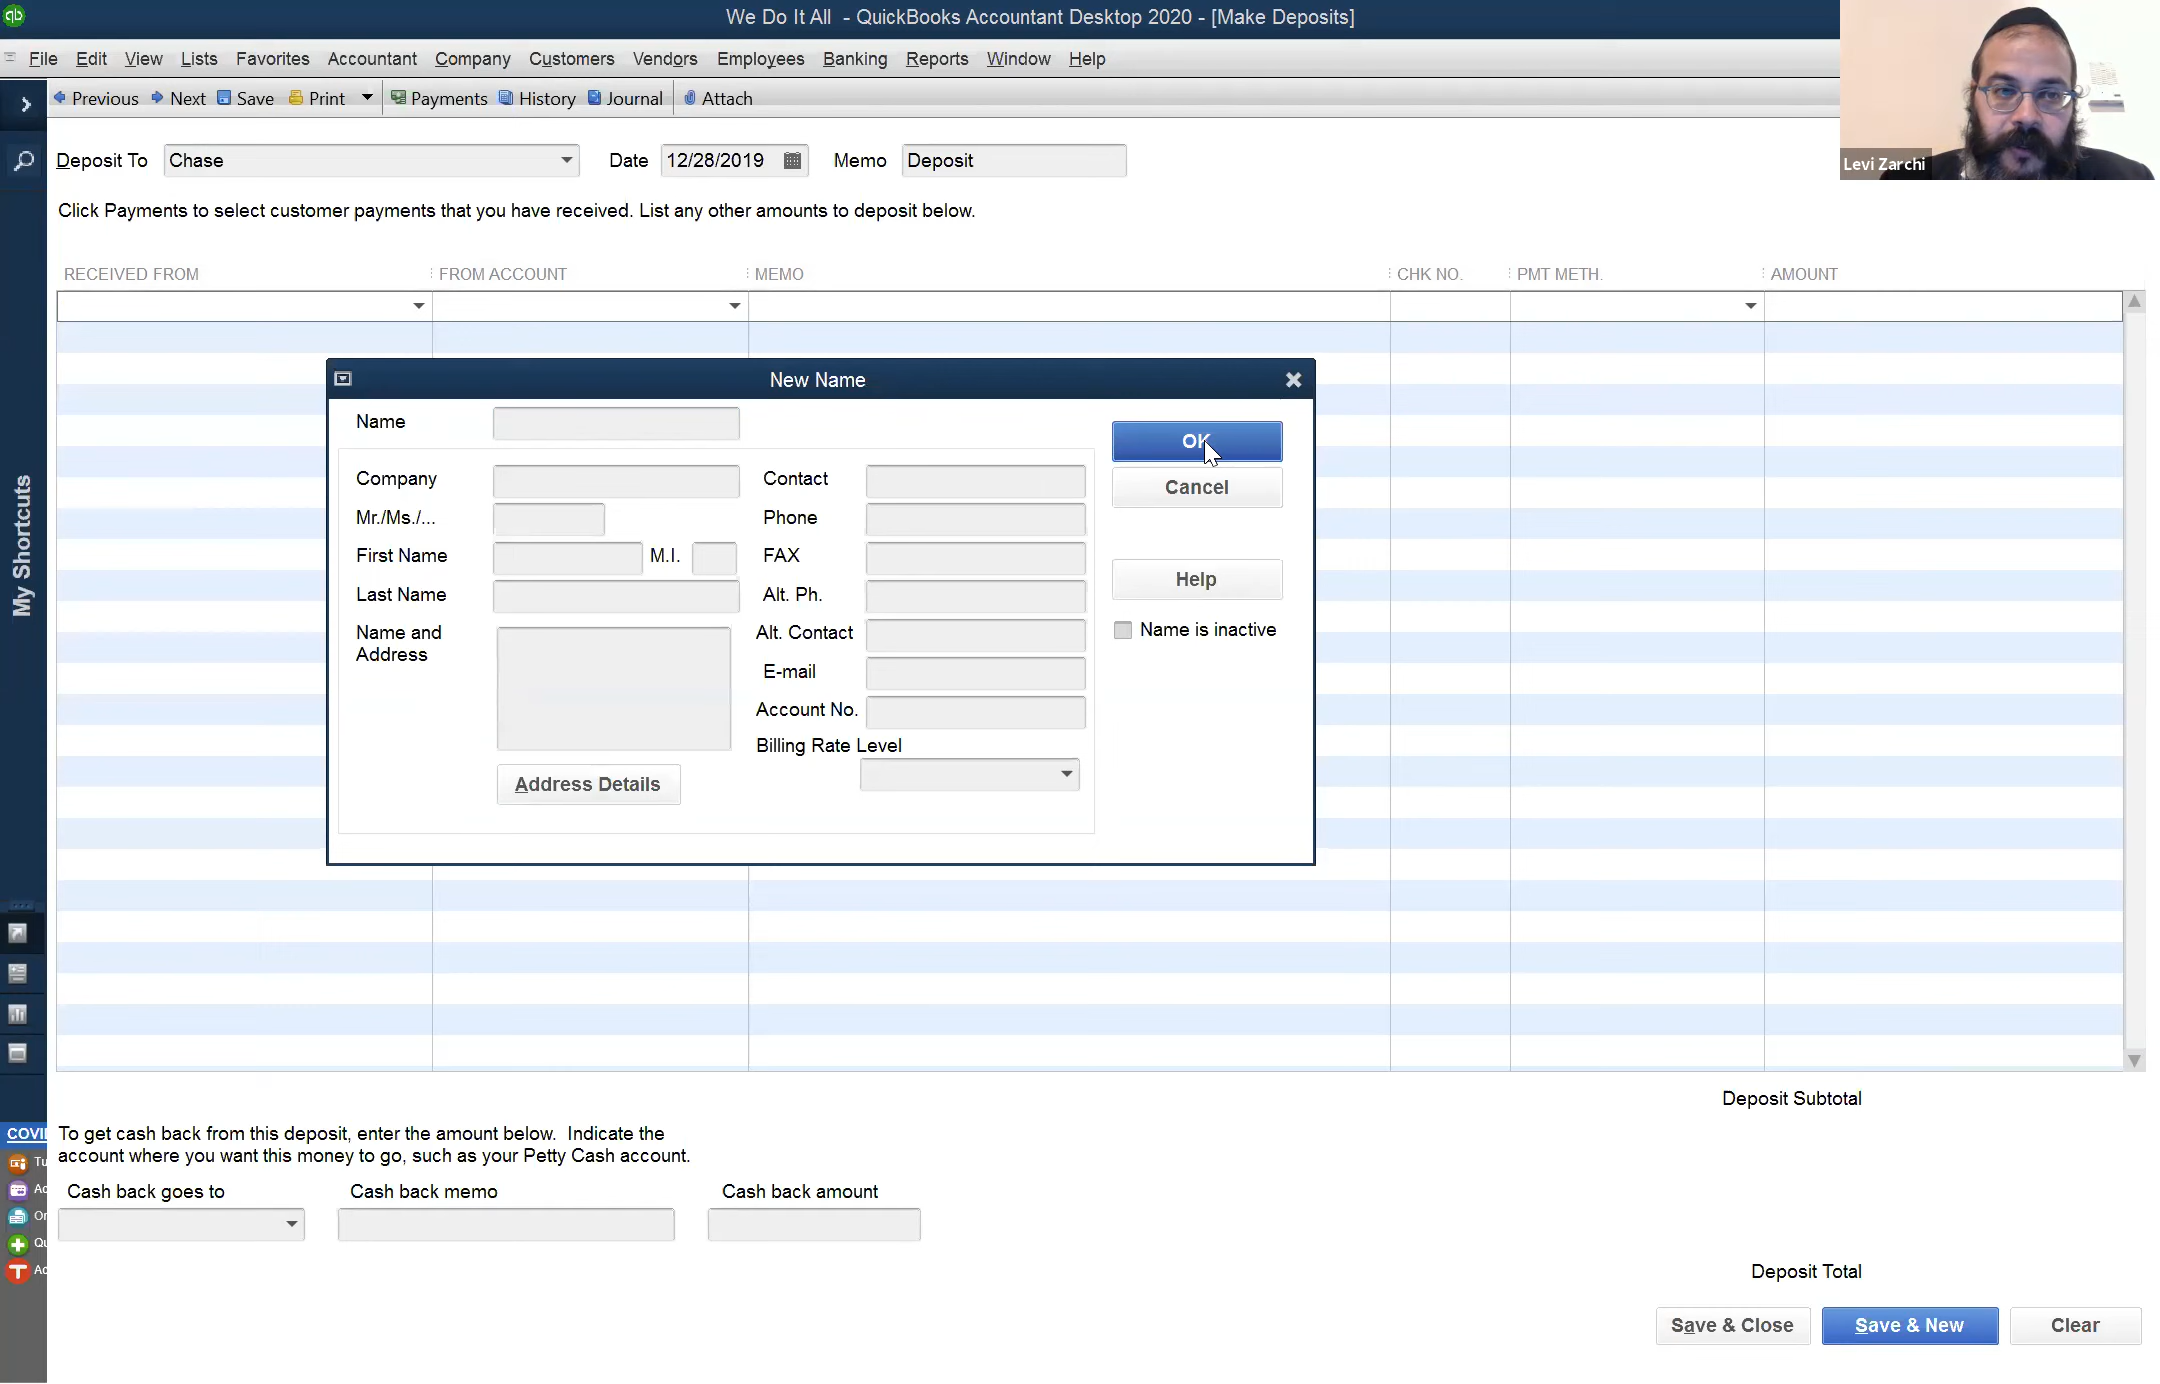 We Do It All - QuickBooks Accountant Desktop 2020 - [Make Deposits]
File Edit View Lists Favorites Accountant Company Customers Vendors Employees Banking Reports Window Help
Previous Next Save Print Payments History Journal Attach
Levi Zarchi
Deposit To Chase Date 12/28/2019 Memo Deposit
Click Payments to select customer payments that you have received. List any other amounts to deposit below.
RECEIVED FROM FROM ACCOUNT MEMO CHK NO. PMT METH. AMOUNT
My Shortcuts
New Name
Name
OK
Company Contact
Cancel
Mr./Ms./... Phone
First Name M.I. FAX
Help
Last Name Alt. Ph.
Name and Address
Alt. Contact
Name is inactive
E-mail
Account No.
Billing Rate Level
Address Details
Deposit Subtotal
COVI
Tu
Ac
Or
Qu
Ac
To get cash back from this deposit, enter the amount below. Indicate the
account where you want this money to go, such as your Petty Cash account.
Cash back goes to Cash back memo Cash back amount
Deposit Total
Save & Close Save & New Clear